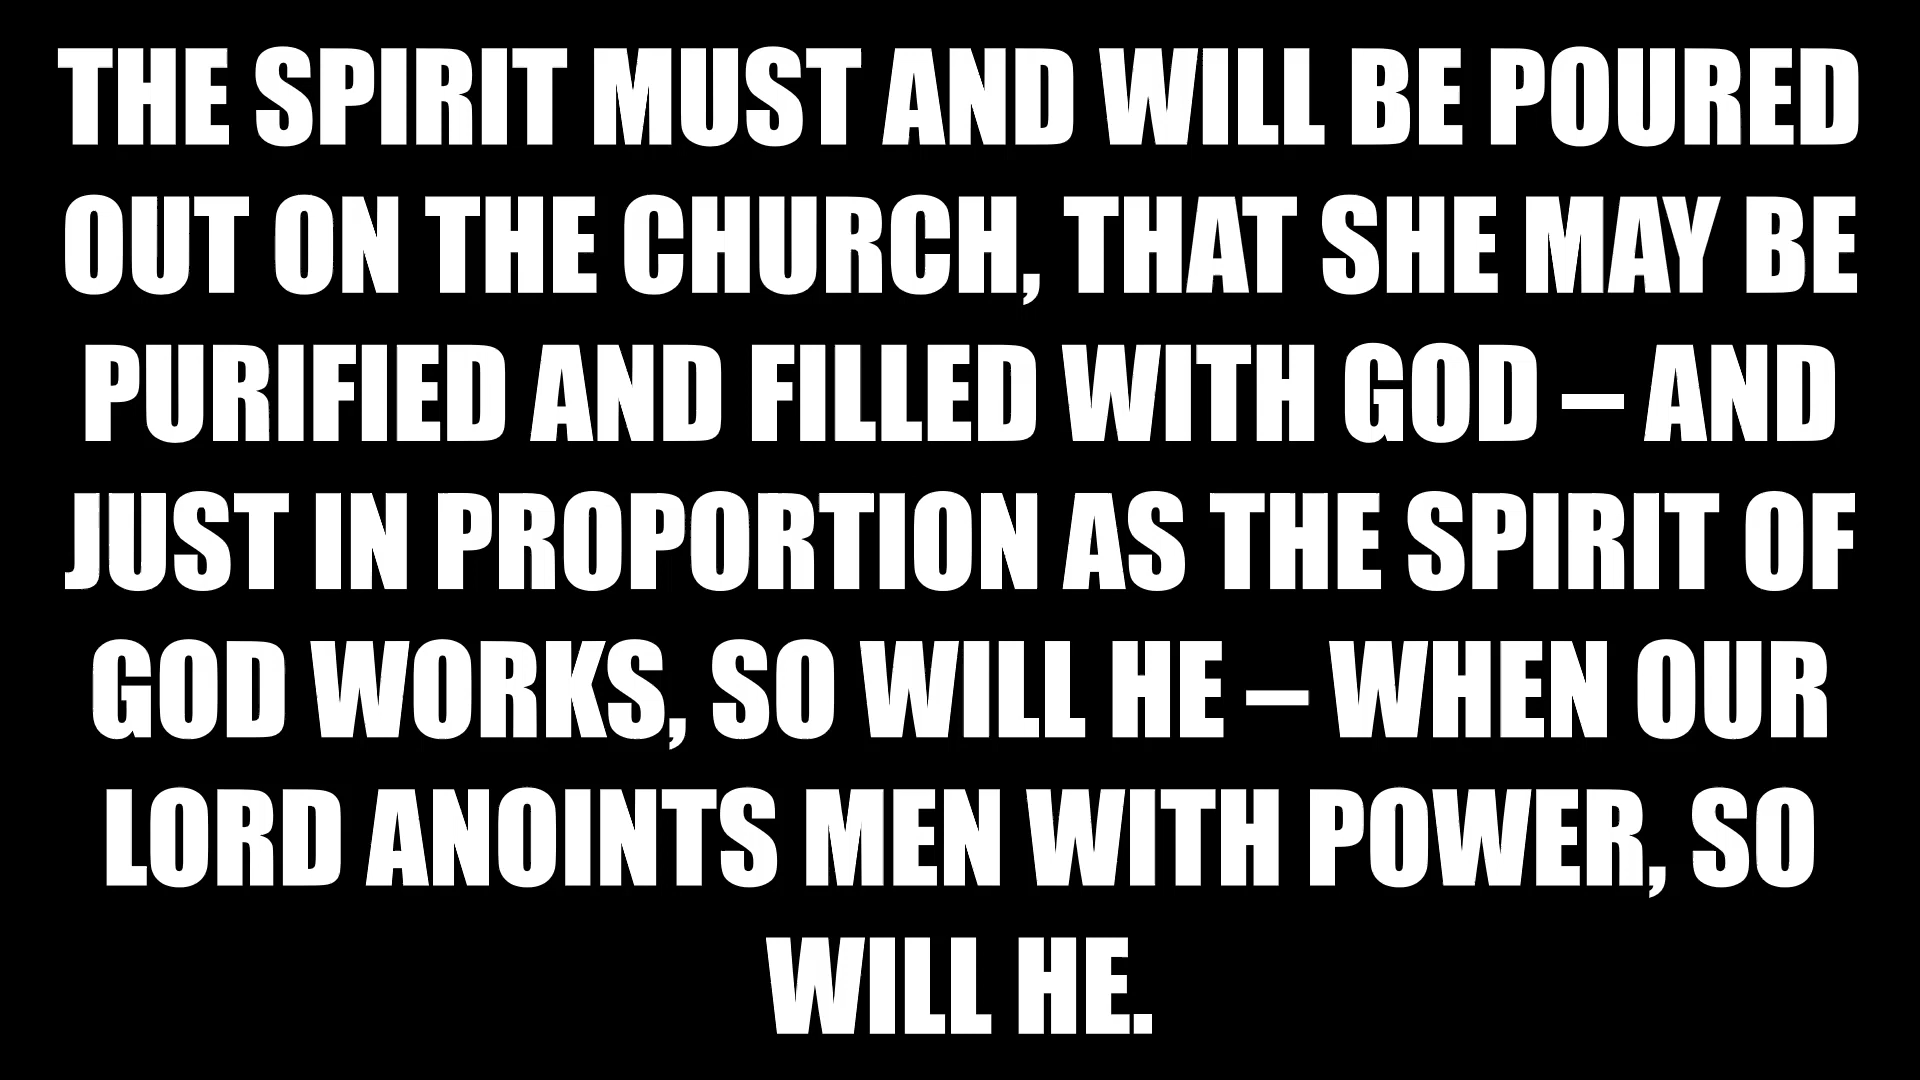 THE SPIRIT MUST AND WILL BE POURED
OUT ON THE CHURCH, THAT SHE MAY BE
PURIFIED AND FILLED WITH GOD – AND
JUST IN PROPORTION AS THE SPIRIT OF
GOD WORKS, SO WILL HE – WHEN OUR
LORD ANOINTS MEN WITH POWER, SO
WILL HE.